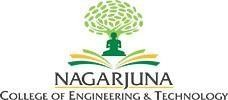 NAGARJUNA
COLLEGE OF ENGINEERING & TECHNOLOGY